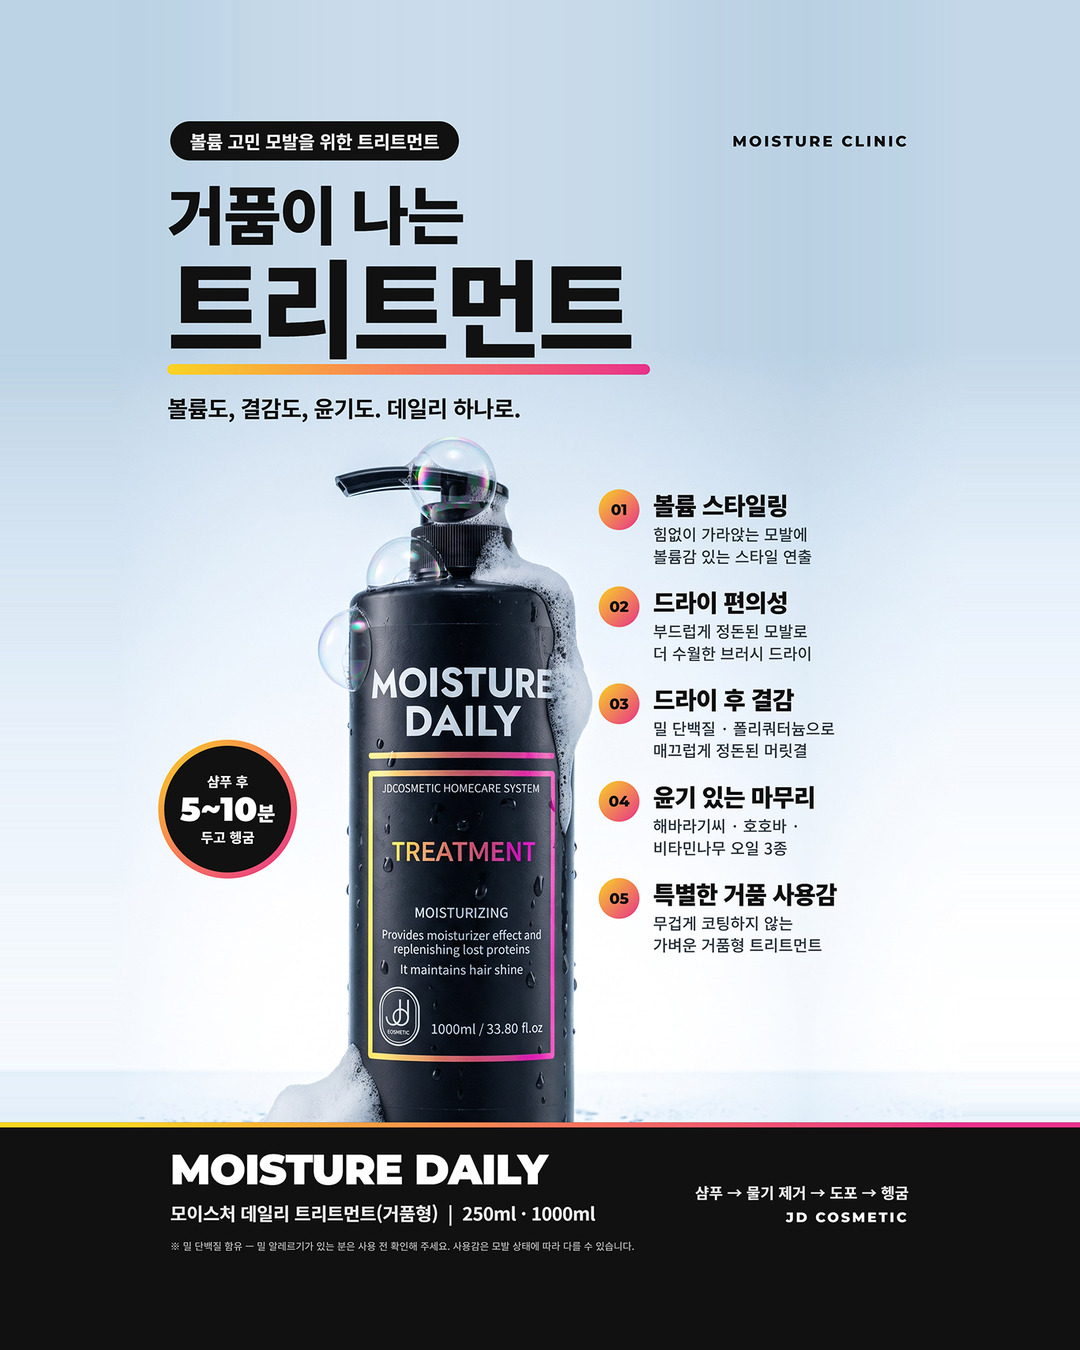 볼륨 고민 모발을 위한 트리트먼트
MOISTURE CLINIC
거품이 나는
트리트먼트
볼륨도, 결감도, 윤기도. 데일리 하나로.
01 볼륨 스타일링
힘없이 가라앉는 모발에
볼륨감 있는 스타일 연출
02 드라이 편의성
부드럽게 정돈된 모발로
더 수월한 브러시 드라이
03 드라이 후 결감
밀 단백질 · 폴리쿼터늄으로
매끄럽게 정돈된 머릿결
04 윤기 있는 마무리
해바라기씨 · 호호바 ·
비타민나무 오일 3종
05 특별한 거품 사용감
무겁게 코팅하지 않는
가벼운 거품형 트리트먼트
샴푸 후
5~10분
두고 헹굼
MOISTURE
DAILY
JDCOSMETIC HOMECARE SYSTEM
TREATMENT
MOISTURIZING
Provides moisturizer effect and
replenishing lost proteins
It maintains hair shine
JD
EOSMETIC
1000ml / 33.80 fl.oz
MOISTURE DAILY
모이스처 데일리 트리트먼트(거품형) | 250ml · 1000ml
※ 밀 단백질 함유 — 밀 알레르기가 있는 분은 사용 전 확인해 주세요. 사용감은 모발 상태에 따라 다를 수 있습니다.
샴푸 → 물기 제거 → 도포 → 헹굼
JD COSMETIC